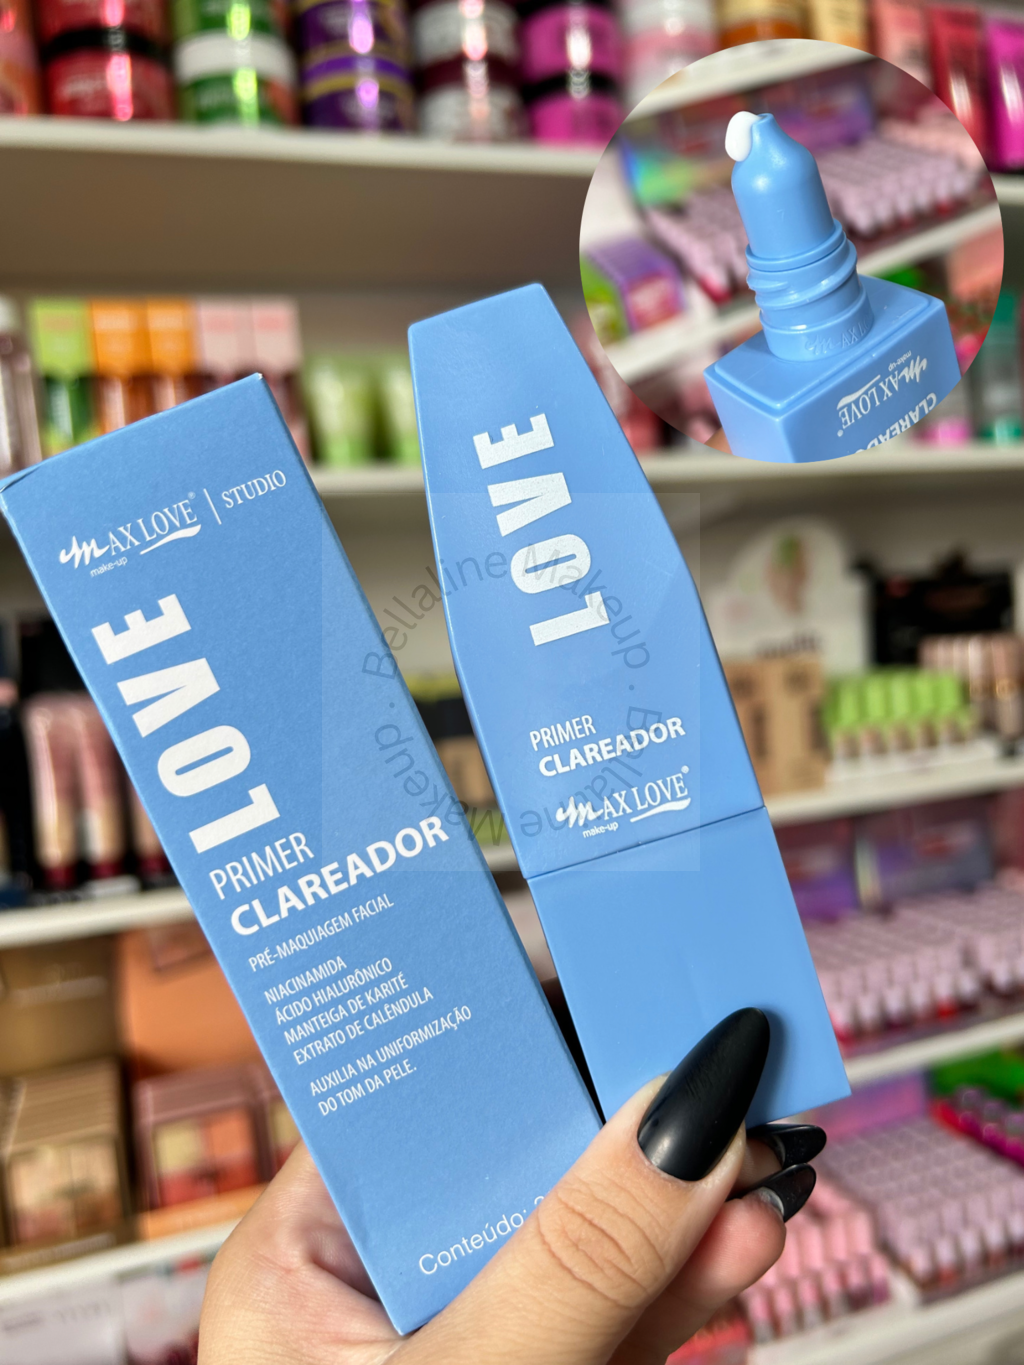 MAX LOVE® | STUDIO
make-up
LOVE
PRIMER
CLAREADOR
PRÉ-MAQUIAGEM FACIAL
NIACINAMIDA
ÁCIDO HIALURÔNICO
MANTEIGA DE KARITÉ
EXTRATO DE CALÊNDULA
AUXILIA NA UNIFORMIZAÇÃO
DO TOM DA PELE.
Conteúdo:
LOVE
PRIMER
CLAREADOR
MAX LOVE®
make-up
CLAREADOR
MAX LOVE®
make-up
Bellaline Makeup · Bellaline Makeup ·